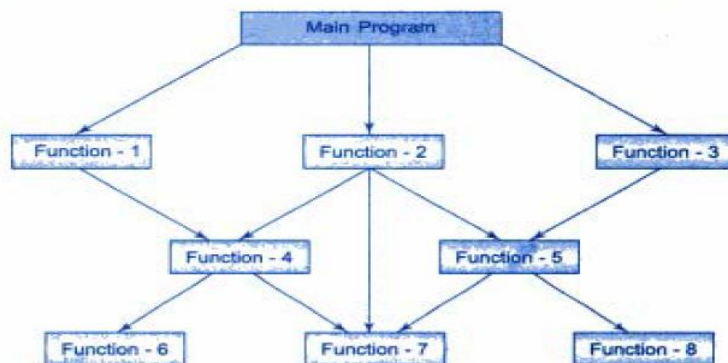 Main Program
Function - 1
Function - 2
Function - 3
Function - 4
Function - 5
Function - 6
Function - 7
Function - 8